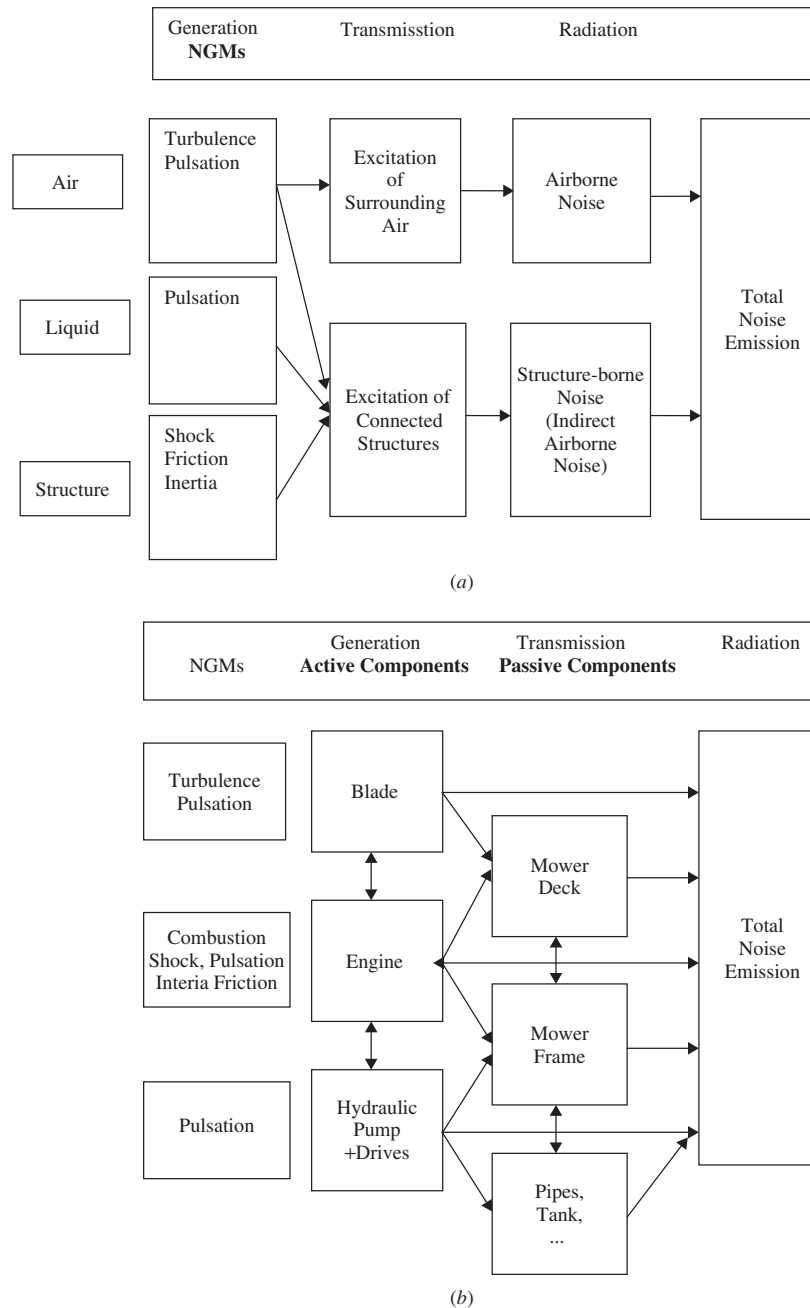 Generation
NGMs
Transmisstion
Radiation
Air
Turbulence
Pulsation
Excitation
of
Surrounding
Air
Airborne
Noise
Total
Noise
Emission
Liquid
Pulsation
Structure
Shock
Friction
Inertia
Excitation of
Connected
Structures
Structure-borne
Noise
(Indirect
Airborne
Noise)
(a)
NGMs
Generation
Active Components
Transmission
Passive Components
Radiation
Turbulence
Pulsation
Blade
Mower
Deck
Total
Noise
Emission
Combustion
Shock, Pulsation
Interia Friction
Engine
Mower
Frame
Pulsation
Hydraulic
Pump
+Drives
Pipes,
Tank,
...
(b)